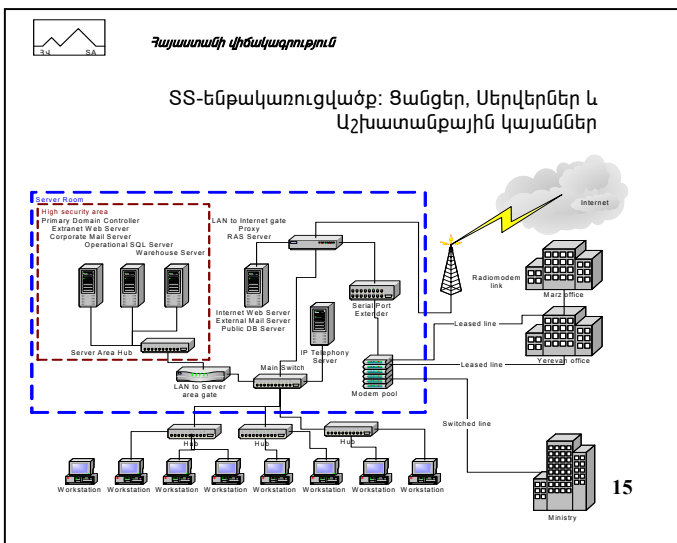 ՅՎ SA
Հայաստանի վիճակագրություն
ՏՏ-ենթակառուցվածք: Ցանցեր, Սերվերներ և
Աշխատանքային կայաններ
Server Room
High security area
Primary Domain Controller
Extranet Web Server
Corporate Mail Server
Operational SQL Server
Warehouse Server
LAN to Internet gate
Proxy
RAS Server
Internet
Radiomodem
link
Marz office
Internet Web Server
External Mail Server
Public DB Server
Serial Port
Extender
Leased line
Server Area Hub
IP Telephony
Server
Yerevan office
Main Switch
Leased line
LAN to Server
area gate
Modem pool
Switched line
Hub
Hub
Hub
Workstation Workstation Workstation Workstation Workstation Workstation Workstation Workstation
Ministry
15